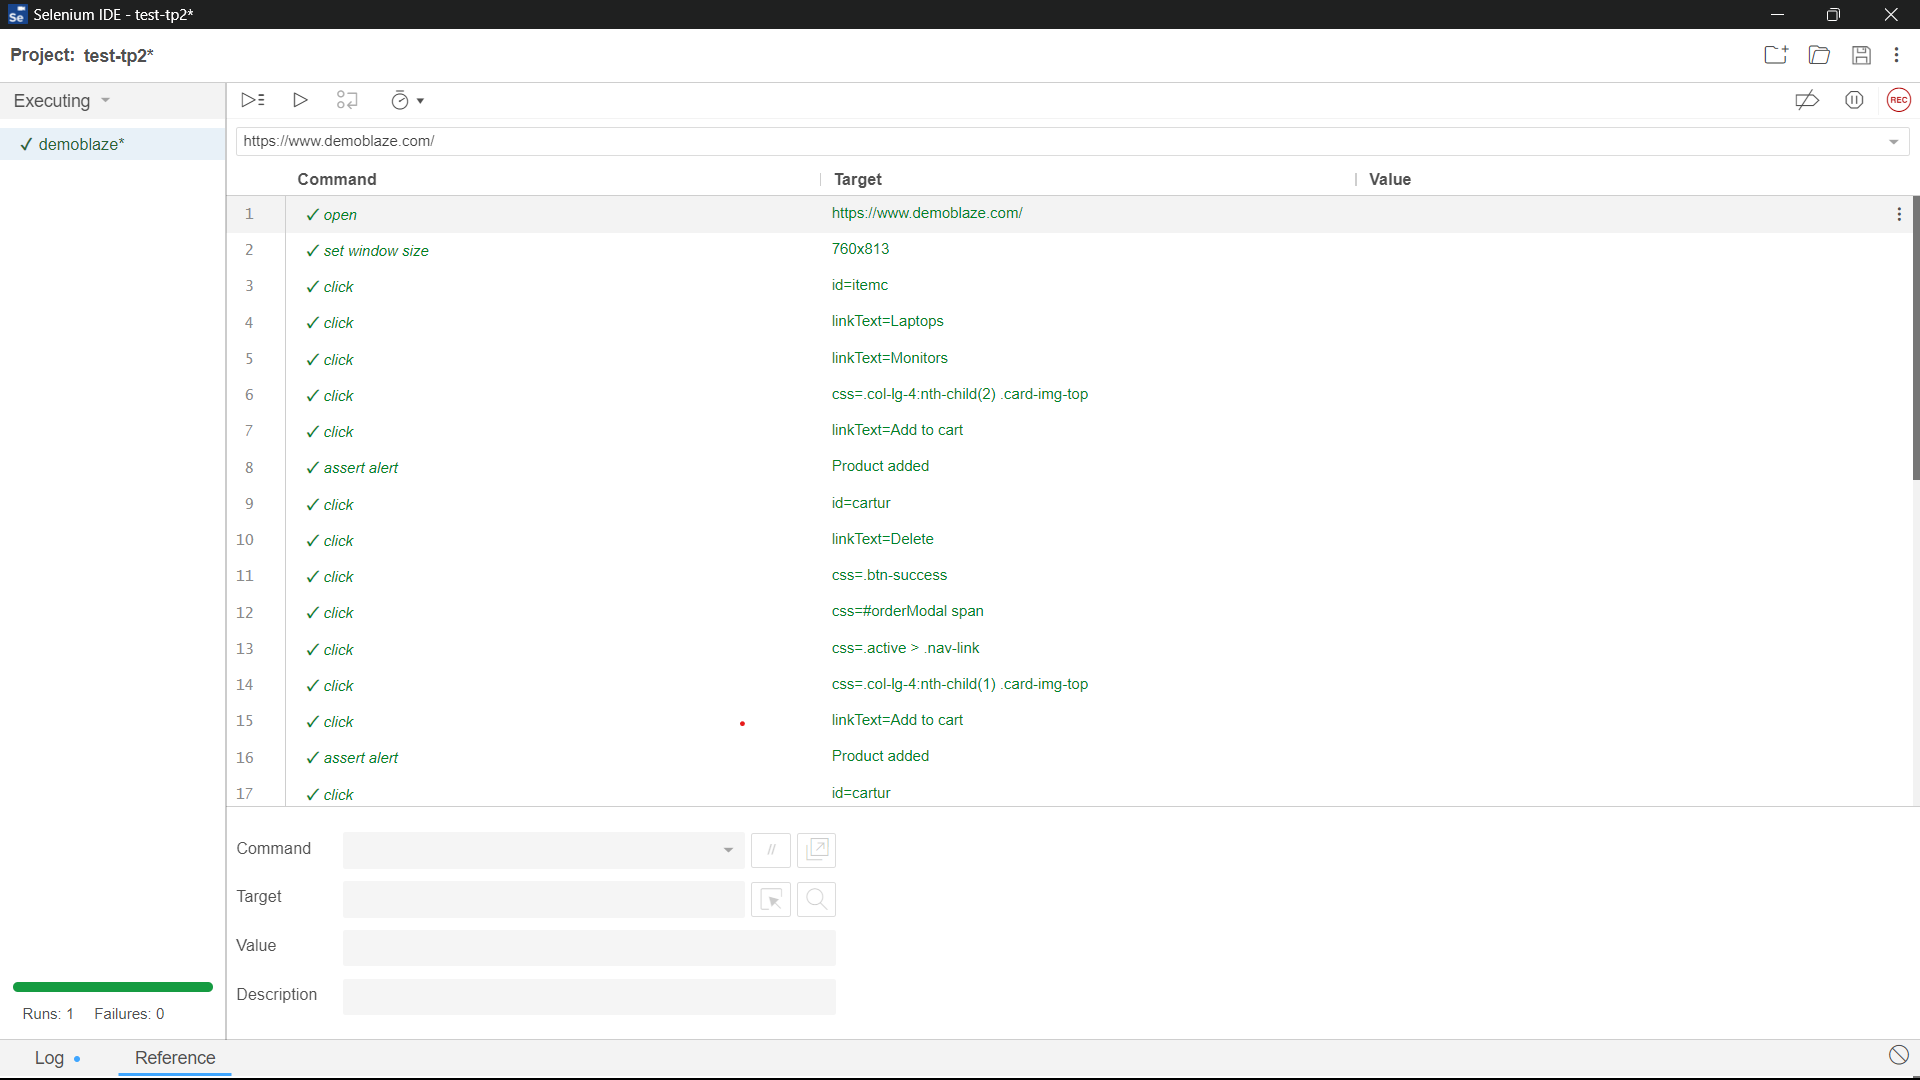 Selenium IDE - test-tp2*
Project: test-tp2*
Executing
REC
✓ demoblaze*
https://www.demoblaze.com/
Command Target Value
1 ✓ open https://www.demoblaze.com/
2 ✓ set window size 760x813
3 ✓ click id=itemc
4 ✓ click linkText=Laptops
5 ✓ click linkText=Monitors
6 ✓ click css=.col-lg-4:nth-child(2) .card-img-top
7 ✓ click linkText=Add to cart
8 ✓ assert alert Product added
9 ✓ click id=cartur
10 ✓ click linkText=Delete
11 ✓ click css=.btn-success
12 ✓ click css=#orderModal span
13 ✓ click css=.active > .nav-link
14 ✓ click css=.col-lg-4:nth-child(1) .card-img-top
15 ✓ click linkText=Add to cart
16 ✓ assert alert Product added
17 ✓ click id=cartur
Command //
Target
Value
Description
Runs: 1 Failures: 0
Log Reference